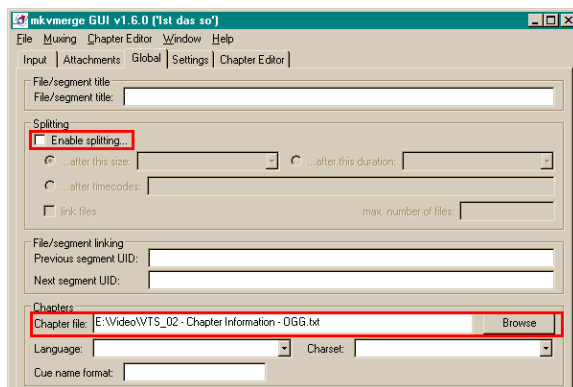 mkvmerge GUI v1.6.0 ('Ist das so')
File Muxing Chapter Editor Window Help
Input Attachments Global Settings Chapter Editor
File/segment title
File/segment title:
Splitting
Enable splitting...
...after this size: ...after this duration:
...after timecodes:
link files max. number of files:
File/segment linking
Previous segment UID:
Next segment UID:
Chapters
Chapter file: E:\Video\VTS_02 - Chapter Information - OGG.txt Browse
Language: Charset:
Cue name format: